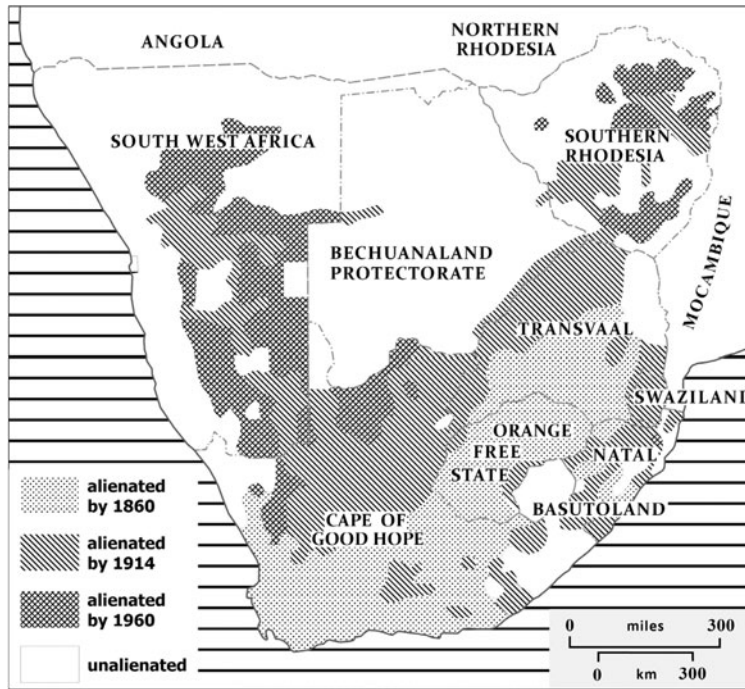 ANGOLA
NORTHERN
RHODESIA
SOUTH WEST AFRICA
SOUTHERN
RHODESIA
BECHUANALAND
PROTECTORATE
MOCAMBIQUE
TRANSVAAL
SWAZILAND
ORANGE
FREE
STATE
NATAL
BASUTOLAND
CAPE OF
GOOD HOPE
alienated
by 1860
alienated
by 1914
alienated
by 1960
unalienated
0 miles 300
0 km 300